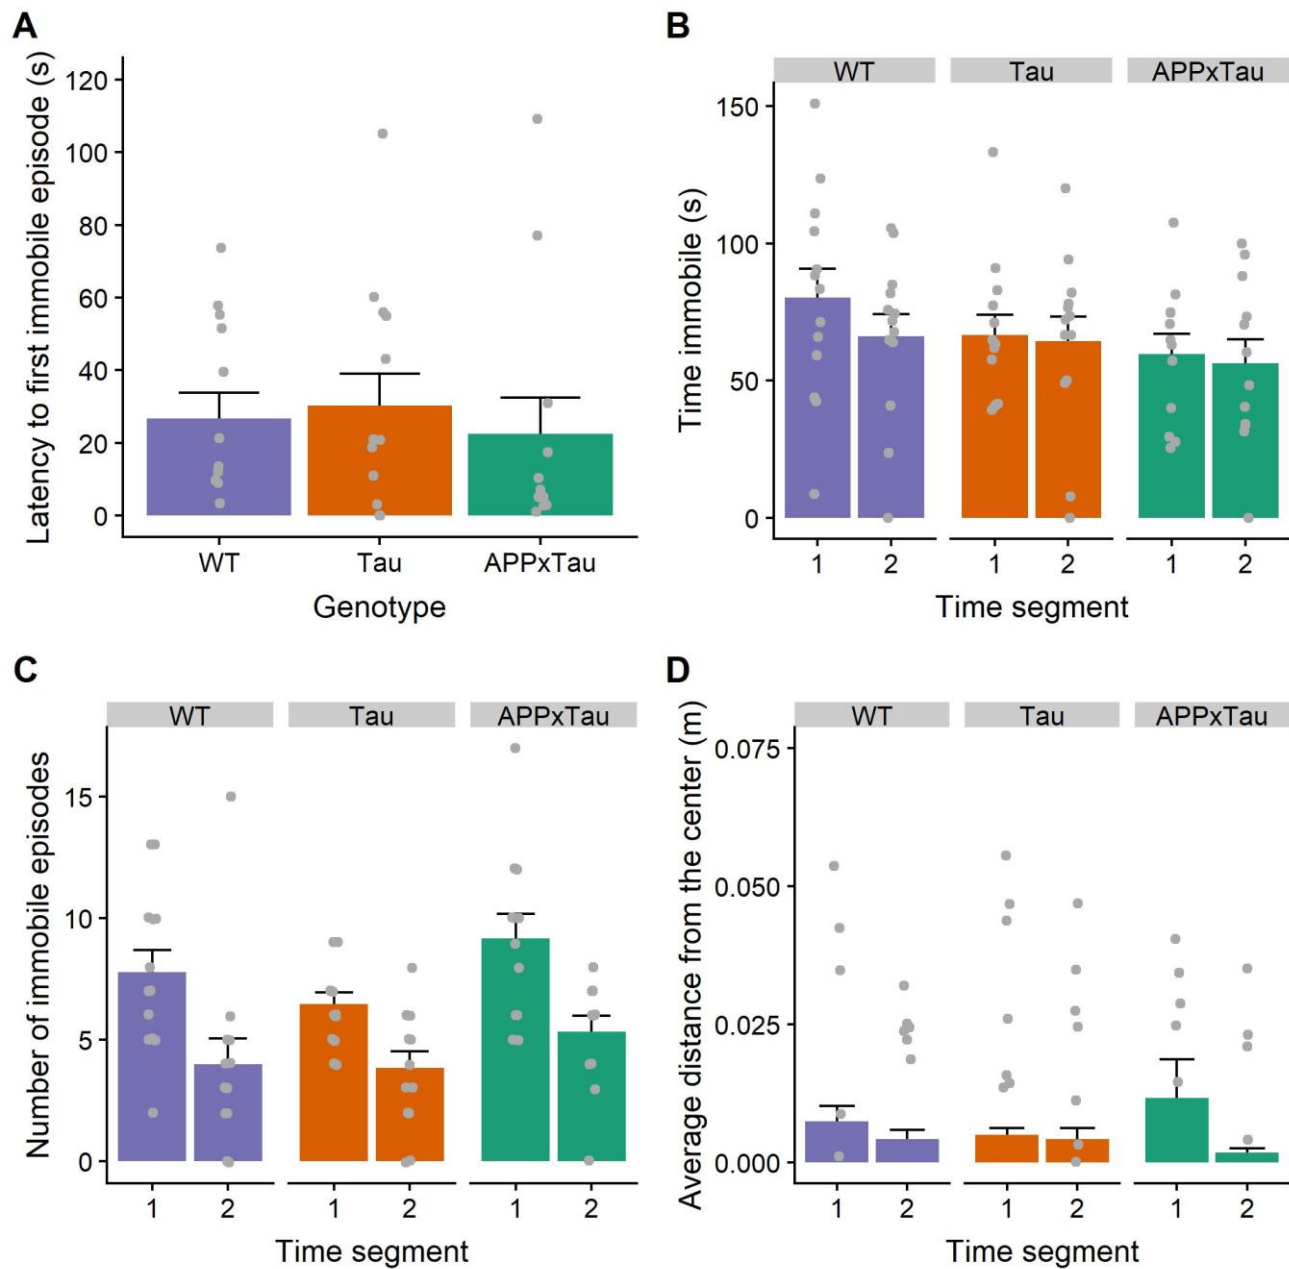 A
Latency to first immobile episode (s)
120
100
80
60
40
20
0
WT Tau APPxTau
Genotype
B
WT Tau APPxTau
Time immobile (s)
150
100
50
0
1 2 1 2 1 2
Time segment
C
WT Tau APPxTau
Number of immobile episodes
15
10
5
0
1 2 1 2 1 2
Time segment
D
WT Tau APPxTau
Average distance from the center (m)
0.075
0.050
0.025
0.000
1 2 1 2 1 2
Time segment